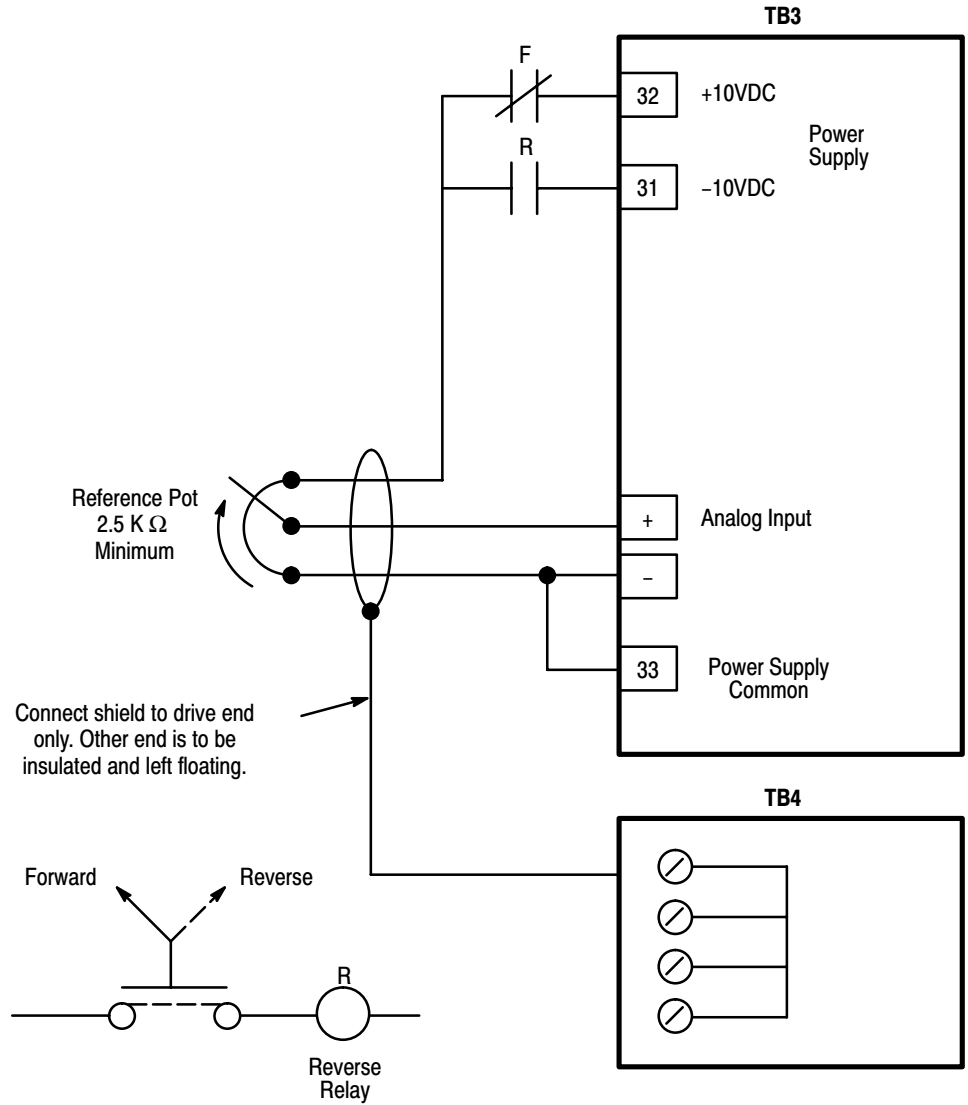 TB3
F
32 +10VDC
Power
Supply
R
31 –10VDC
Reference Pot
2.5 K Ω
Minimum
+ Analog Input
–
33 Power Supply
Common
Connect shield to drive end
only. Other end is to be
insulated and left floating.
TB4
Forward Reverse
R
Reverse
Relay